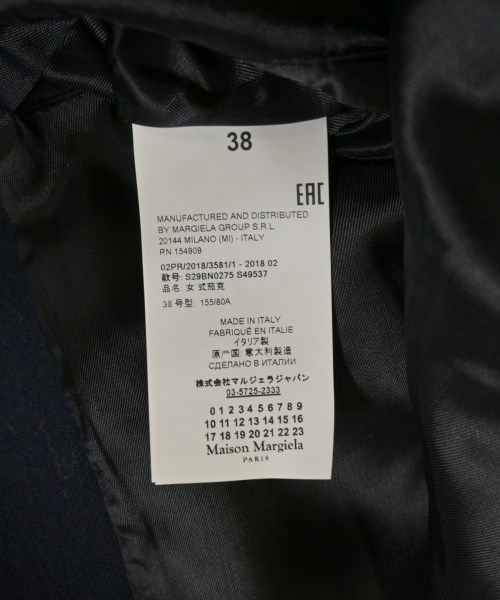 38
EAC
MANUFACTURED AND DISTRIBUTED
BY MARGIELA GROUP S.R.L.
20144 MILANO (MI) - ITALY
RN 154909
02PR/2018/3581/1 - 2018 02
款号: S29BN0275 S49537
品名: 女式茄克
38 号型 155/80A
MADE IN ITALY
FABRIQUÉ EN ITALIE
イタリア製
原产国: 意大利製造
СДЕЛАНО В ИТАЛИИ
株式会社マルジェラジャパン
03-5725-2333
0 1 2 3 4 5 6 7 8 9
10 11 12 13 14 15 16
17 18 19 20 21 22 23
Maison Margiela
PARIS